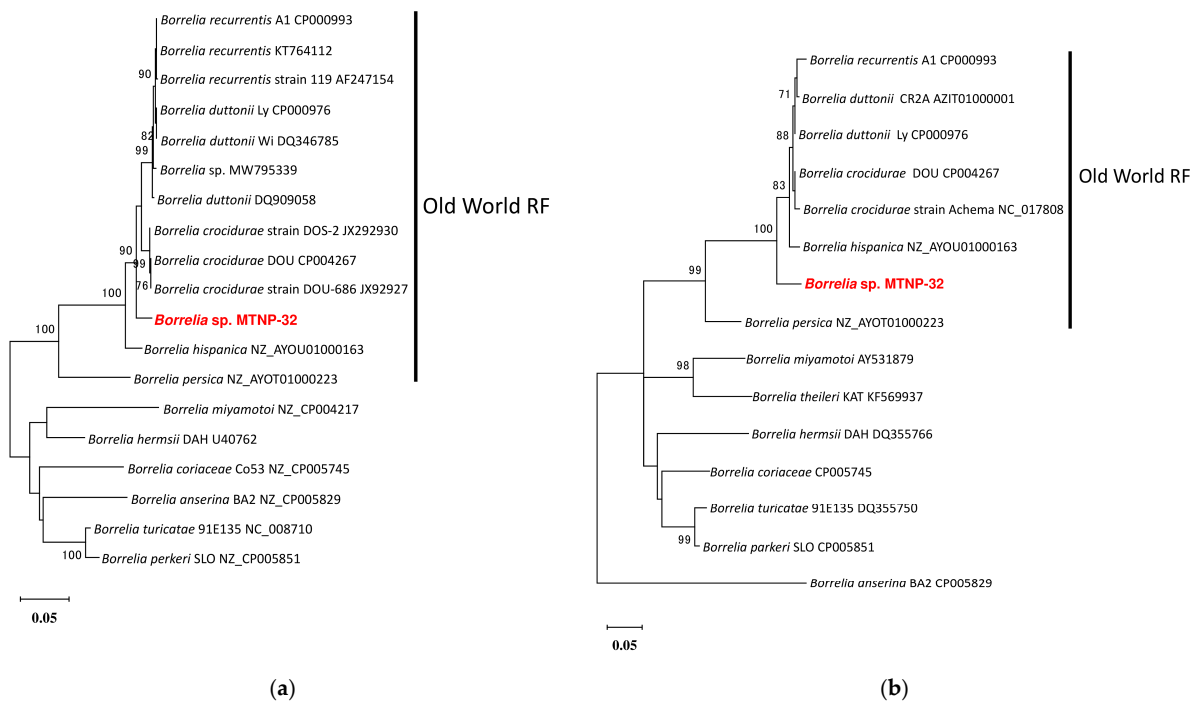 Borrelia recurrentis A1 CP000993
Borrelia recurrentis KT764112
90
Borrelia recurrentis strain 119 AF247154
Borrelia duttonii Ly CP000976
82
Borrelia duttonii Wi DQ346785
99
Borrelia sp. MW795339
Borrelia duttonii DQ909058
Old World RF
Borrelia crocidurae strain DOS-2 JX292930
90
Borrelia crocidurae DOU CP004267
99
76
Borrelia crocidurae strain DOU-686 JX92927
100
Borrelia sp. MTNP-32
100
Borrelia hispanica NZ_AYOU01000163
Borrelia persica NZ_AYOT01000223
Borrelia miyamotoi NZ_CP004217
Borrelia hermsii DAH U40762
Borrelia coriaceae Co53 NZ_CP005745
Borrelia anserina BA2 NZ_CP005829
Borrelia turicatae 91E135 NC_008710
100
Borrelia parkeri SLO NZ_CP005851
0.05
(a)
Borrelia recurrentis A1 CP000993
71
Borrelia duttonii CR2A AZIT01000001
88
Borrelia duttonii Ly CP000976
Borrelia crocidurae DOU CP004267
Old World RF
83
Borrelia crocidurae strain Achema NC_017808
100
Borrelia hispanica NZ_AYOU01000163
99
Borrelia sp. MTNP-32
Borrelia persica NZ_AYOT01000223
Borrelia miyamotoi AY531879
98
Borrelia theileri KAT KF569937
Borrelia hermsii DAH DQ355766
Borrelia coriaceae CP005745
Borrelia turicatae 91E135 DQ355750
99
Borrelia parkeri SLO CP005851
Borrelia anserina BA2 CP005829
0.05
(b)